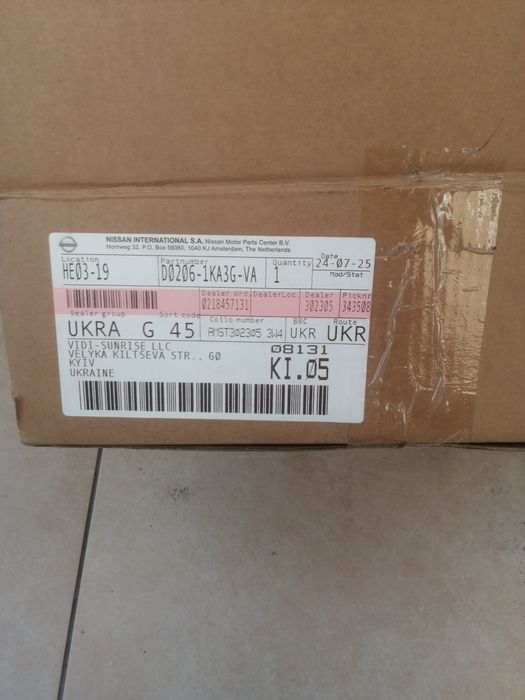 NISSAN INTERNATIONAL S.A. Nissan Motor Parts Center B.V.
Hornweg 32, P.O. Box 59360, 1040 KJ Amsterdam, The Netherlands
Location Partnumber Quantity Date
HE03-19 D0206-1KA3G-VA 1 24-07-25
Mod/Stat
Dealer ord. DealerLoc. Dealer Picknr
0218457131 302305 343508
Dealer group Sort code Collo number BBC Route
UKRA G 45 AMST302305 3W4 UKR UKR
VIDI-SUNRISE LLC 08131
VELYKA KILTSEVA STR.. 60 KI.05
KYIV
UKRAINE